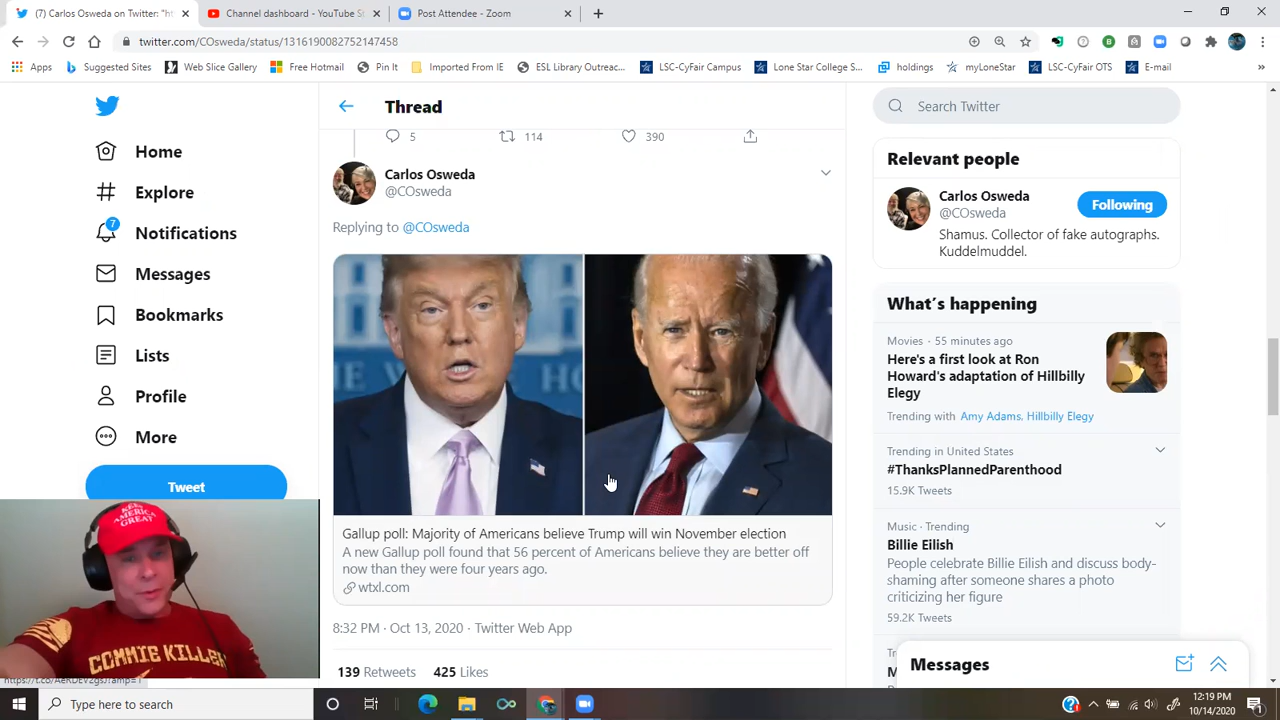 (7) Carlos Osweda on Twitter: "ht
Channel dashboard - YouTube St
Post Attendee - Zoom
twitter.com/COsweda/status/1316190082752147458
Apps
Suggested Sites
Web Slice Gallery
Free Hotmail
Pin It
Imported From IE
ESL Library Outreac...
LSC-CyFair Campus
Lone Star College S...
holdings
myLoneStar
LSC-CyFair OTS
E-mail
Thread
Search Twitter
5
114
390
Home
Explore
7
Notifications
Messages
Bookmarks
Lists
Profile
More
Tweet
Carlos Osweda
@COsweda
Replying to @COsweda
Gallup poll: Majority of Americans believe Trump will win November election
A new Gallup poll found that 56 percent of Americans believe they are better off
now than they were four years ago.
wtxl.com
8:32 PM · Oct 13, 2020 · Twitter Web App
139 Retweets 425 Likes
Relevant people
Carlos Osweda
@COsweda
Following
Shamus. Collector of fake autographs.
Kuddelmuddel.
What's happening
Movies · 55 minutes ago
Here's a first look at Ron
Howard's adaptation of Hillbilly
Elegy
Trending with Amy Adams, Hillbilly Elegy
Trending in United States
#ThanksPlannedParenthood
15.9K Tweets
Music · Trending
Billie Eilish
People celebrate Billie Eilish and discuss body-
shaming after someone shares a photo
criticizing her figure
59.2K Tweets
Messages
KEEP
AMERICA
GREAT
COMMIE KILLER
https://t.co/AeRDEV2gsJ?amp=1
Type here to search
12:19 PM
10/14/2020